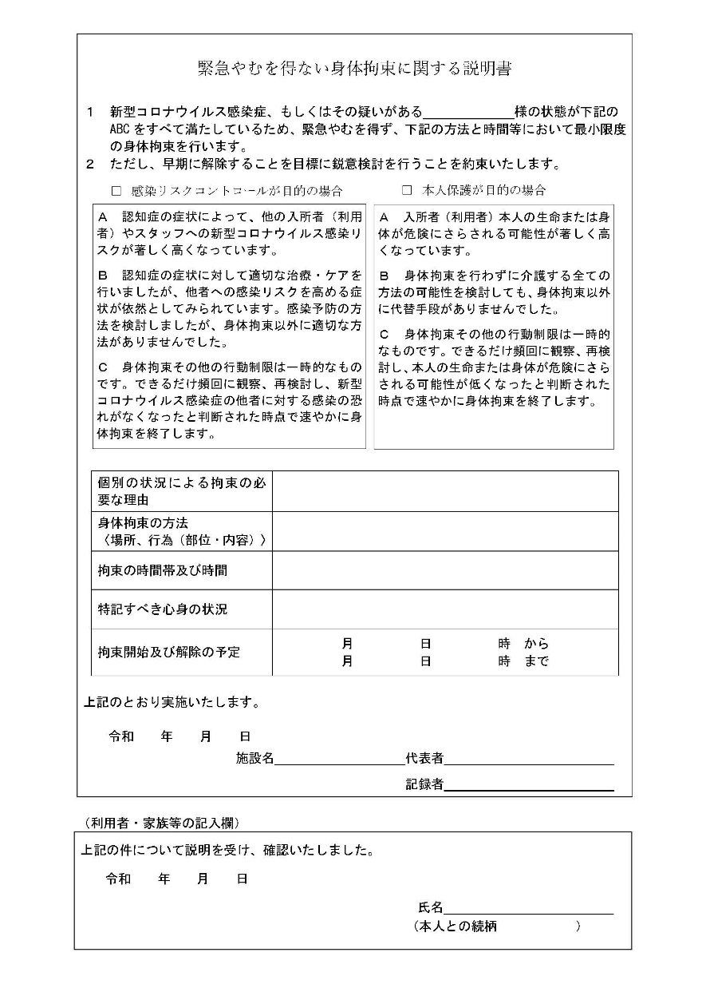 緊急やむを得ない身体拘束に関する説明書
1 新型コロナウイルス感染症、もしくはその疑いがある＿＿＿＿＿＿＿様の状態が下記の
ABCをすべて満たしているため、緊急やむを得ず、下記の方法と時間等において最小限度
の身体拘束を行います。
2 ただし、早期に解除することを目標に鋭意検討を行うことを約束いたします。
□ 感染リスクコントロールが目的の場合
A 認知症の症状によって、他の入所者（利用
者）やスタッフへの新型コロナウイルス感染リ
スクが著しく高くなっています。
B 認知症の症状に対して適切な治療・ケアを
行いましたが、他者への感染リスクを高める症
状が依然としてみられています。感染予防の方
法を検討しましたが、身体拘束以外に適切な方
法がありませんでした。
C 身体拘束その他の行動制限は一時的なもの
です。できるだけ頻回に観察、再検討し、新型
コロナウイルス感染症の他者に対する感染の恐
れがなくなったと判断された時点で速やかに身
体拘束を終了します。
□ 本人保護が目的の場合
A 入所者（利用者）本人の生命または身
体が危険にさらされる可能性が著しく高
くなっています。
B 身体拘束を行わずに介護する全ての
方法の可能性を検討しても、身体拘束以外
に代替手段がありませんでした。
C 身体拘束その他の行動制限は一時的
なものです。できるだけ頻回に観察、再検
討し、本人の生命または身体が危険にさら
される可能性が低くなったと判断された
時点で速やかに身体拘束を終了します。
個別の状況による拘束の必
要な理由
身体拘束の方法
〈場所、行為（部位・内容）〉
拘束の時間帯及び時間
特記すべき心身の状況
拘束開始及び解除の予定
月 日 時 から
月 日 時 まで
上記のとおり実施いたします。
令和 年 月 日
施設名＿＿＿＿＿＿＿＿＿＿代表者＿＿＿＿＿＿＿＿＿＿＿＿＿
記録者＿＿＿＿＿＿＿＿＿＿＿＿＿
（利用者・家族等の記入欄）
上記の件について説明を受け、確認いたしました。
令和 年 月 日
氏名＿＿＿＿＿＿＿＿＿＿＿＿＿
（本人との続柄 ）